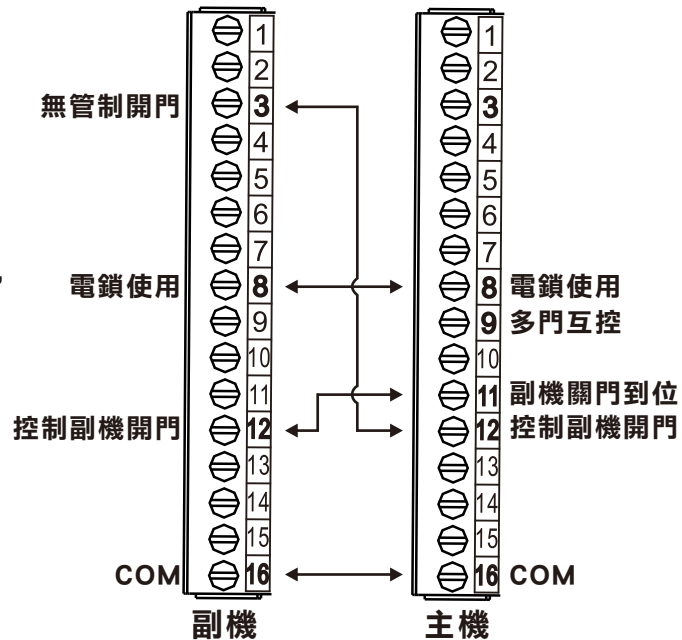 1 1
2 2
無管制開門 3 3
4 4
5 5
6 6
7 7
電鎖使用 8 8 電鎖使用
9 9 多門互控
10 10
11 11 副機關門到位
控制副機開門 12 12 控制副機開門
13 13
14 14
15 15
COM 16 16 COM
副機 主機